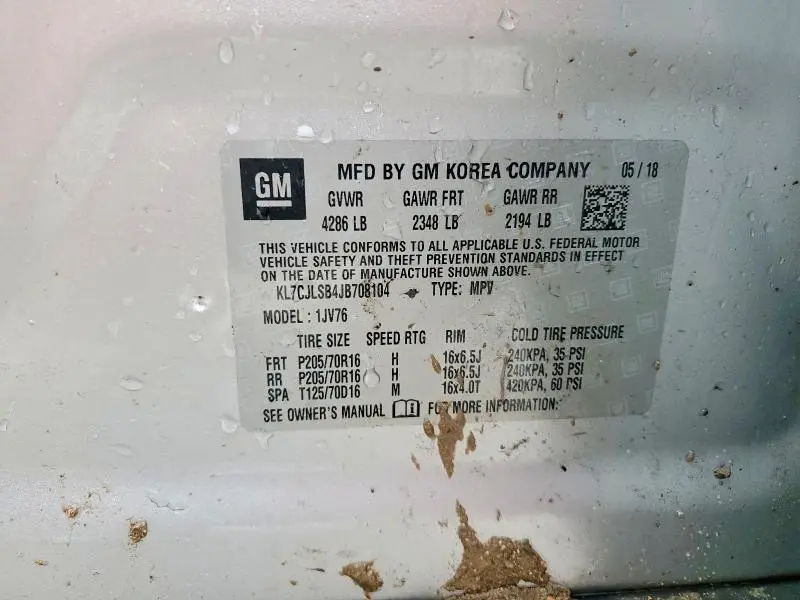 GM MFD BY GM KOREA COMPANY 05 / 18
GVWR GAWR FRT GAWR RR
4286 LB 2348 LB 2194 LB
THIS VEHICLE CONFORMS TO ALL APPLICABLE U.S. FEDERAL MOTOR
VEHICLE SAFETY AND THEFT PREVENTION STANDARDS IN EFFECT
ON THE DATE OF MANUFACTURE SHOWN ABOVE.
KL7CJLSB4JB708104 TYPE: MPV
MODEL : 1JV76
TIRE SIZE SPEED RTG RIM COLD TIRE PRESSURE
FRT P205/70R16 H 16x6.5J 240KPA, 35 PSI
RR P205/70R16 H 16x6.5J 240KPA, 35 PSI
SPA T125/70D16 M 16x4.0T 420KPA, 60 PSI
SEE OWNER'S MANUAL FOR MORE INFORMATION: